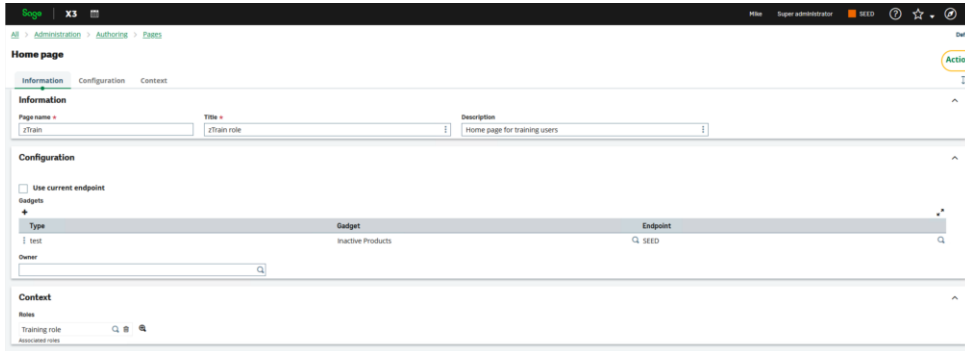 Sage X3 Mike Super administrator SEED
All > Administration > Authoring > Pages
Home page
Information Configuration Context
Information
Page name * Title * Description
zTrain zTrain role Home page for training users
Configuration
Use current endpoint
Gadgets
Type Gadget Endpoint
test Inactive Products SEED
Owner
Context
Roles
Training role
Associated roles